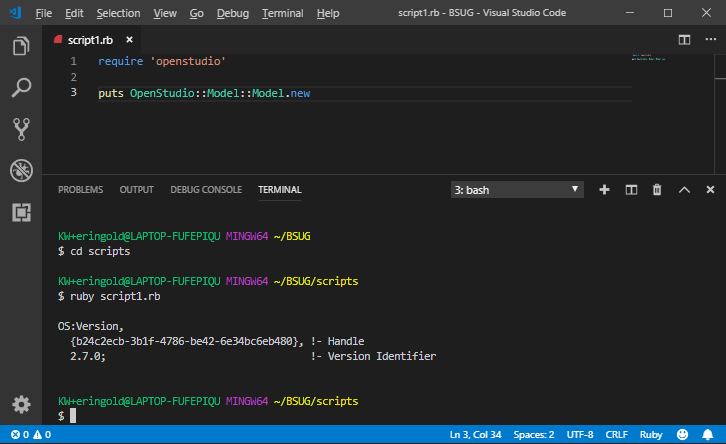 File Edit Selection View Go Debug Terminal Help script1.rb - BSUG - Visual Studio Code
script1.rb
1 require 'openstudio'
2
3 puts OpenStudio::Model::Model.new
PROBLEMS OUTPUT DEBUG CONSOLE TERMINAL 3: bash
KW+eringold@LAPTOP-FUFEPIQU MINGW64 ~/BSUG
$ cd scripts
KW+eringold@LAPTOP-FUFEPIQU MINGW64 ~/BSUG/scripts
$ ruby script1.rb
OS:Version,
{b24c2ecb-3b1f-4786-be42-6e34bc6eb480}, !- Handle
2.7.0; !- Version Identifier
KW+eringold@LAPTOP-FUFEPIQU MINGW64 ~/BSUG/scripts
$
0 0 Ln 3, Col 34 Spaces: 2 UTF-8 CRLF Ruby